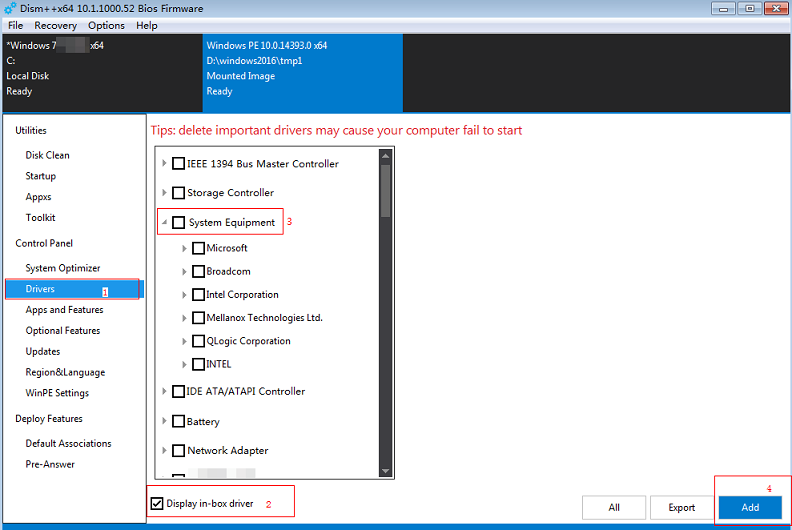 Dism++x64 10.1.1000.52 Bios Firmware
File Recovery Options Help
*Windows 7 x64
C:
Local Disk
Ready
Windows PE 10.0.14393.0 x64
D:\windows2016\tmp1
Mounted Image
Ready
Utilities
Disk Clean
Startup
Appxs
Toolkit
Control Panel
System Optimizer
Drivers 1
Apps and Features
Optional Features
Updates
Region&Language
WinPE Settings
Deploy Features
Default Associations
Pre-Answer
Tips: delete important drivers may cause your computer fail to start
IEEE 1394 Bus Master Controller
Storage Controller
System Equipment 3
Microsoft
Broadcom
Intel Corporation
Mellanox Technologies Ltd.
QLogic Corporation
INTEL
IDE ATA/ATAPI Controller
Battery
Network Adapter
Display in-box driver 2
4
All Export Add